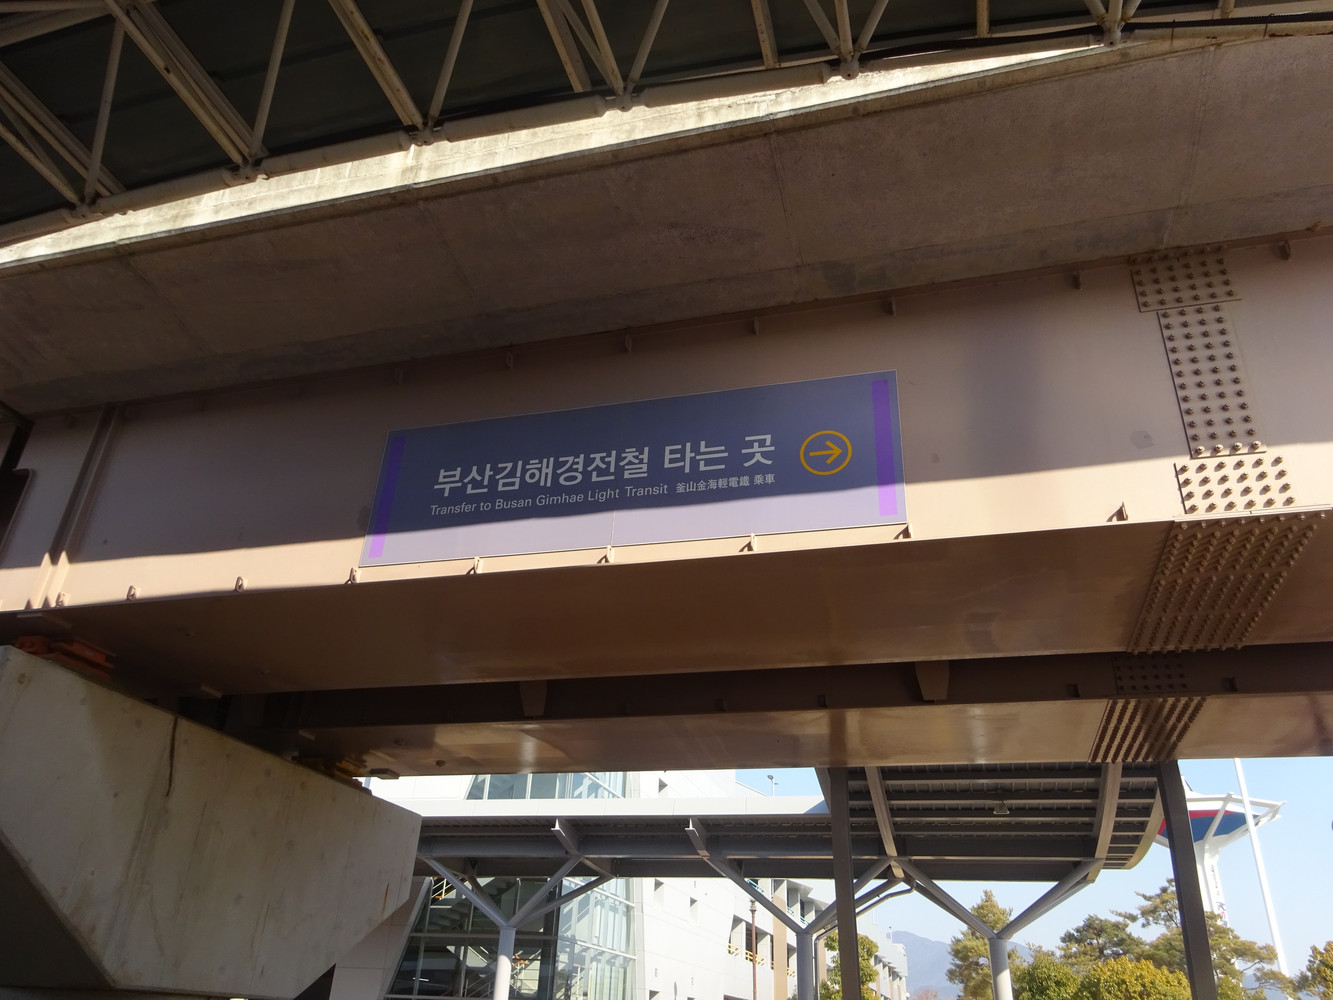 부산김해경전철 타는 곳
Transfer to Busan Gimhae Light Transit 釜山金海輕電鐵 乘車